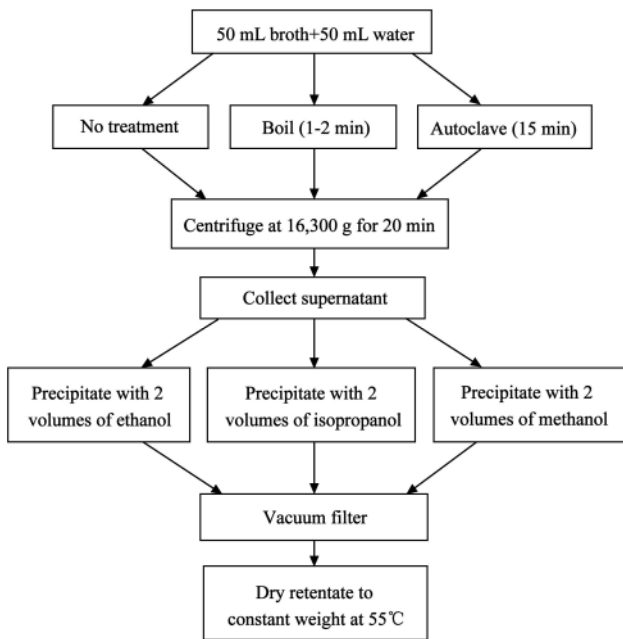 50 mL broth+50 mL water
No treatment
Boil (1-2 min)
Autoclave (15 min)
Centrifuge at 16,300 g for 20 min
Collect supernatant
Precipitate with 2
volumes of ethanol
Precipitate with 2
volumes of isopropanol
Precipitate with 2
volumes of methanol
Vacuum filter
Dry retentate to
constant weight at 55℃